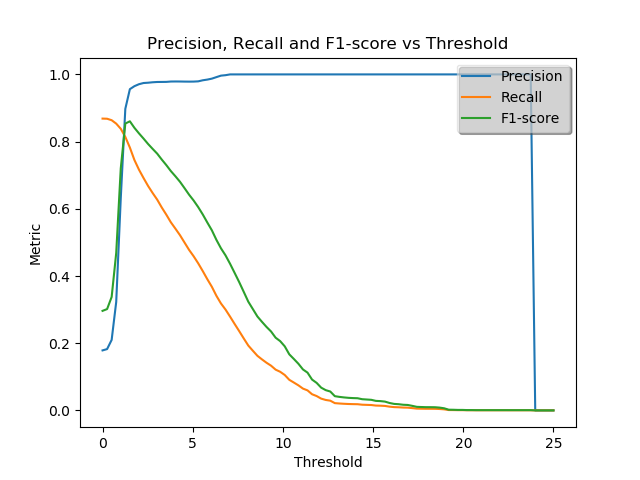 Precision, Recall and F1-score vs Threshold
Precision
Recall
F1-score
Metric
1.0
0.8
0.6
0.4
0.2
0.0
0 5 10 15 20 25
Threshold